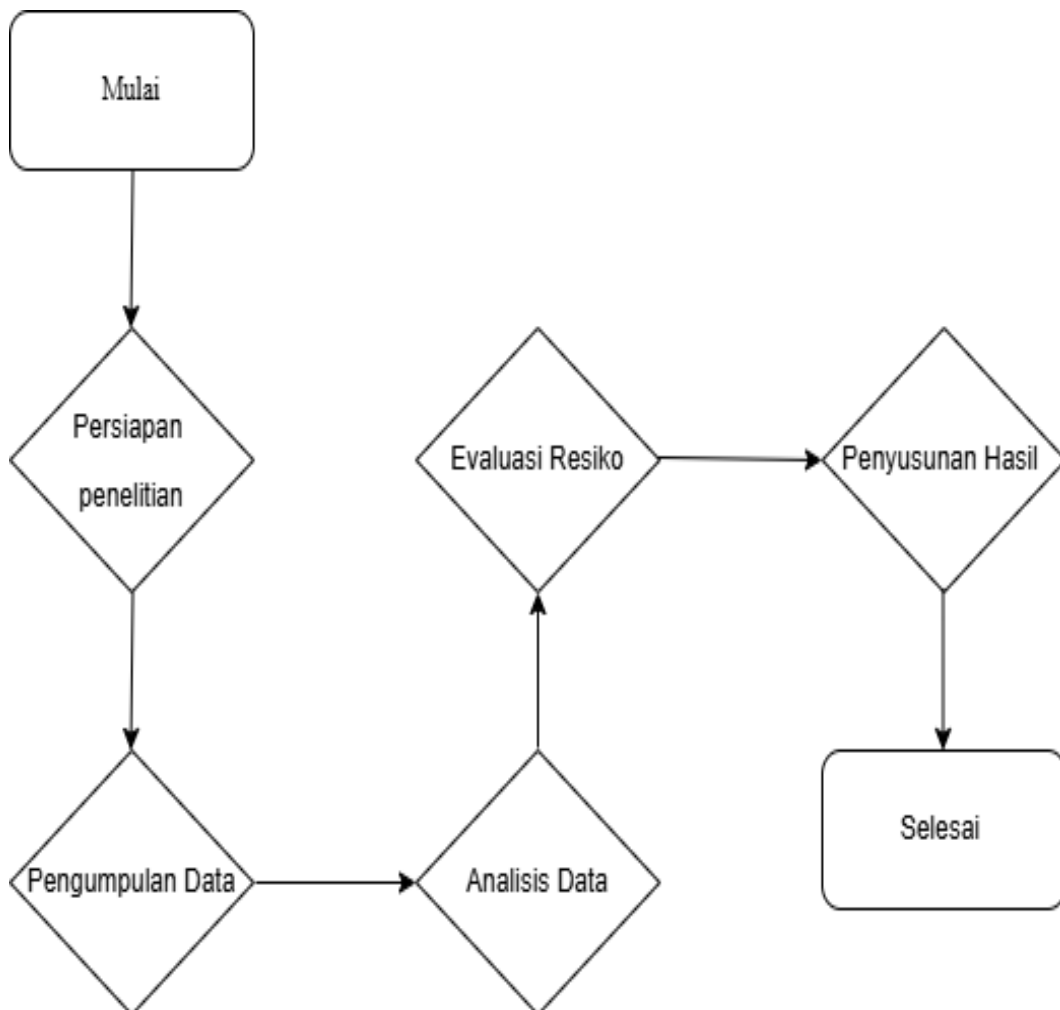 Mulai
Persiapan
penelitian
Pengumpulan Data
Analisis Data
Evaluasi Resiko
Penyusunan Hasil
Selesai